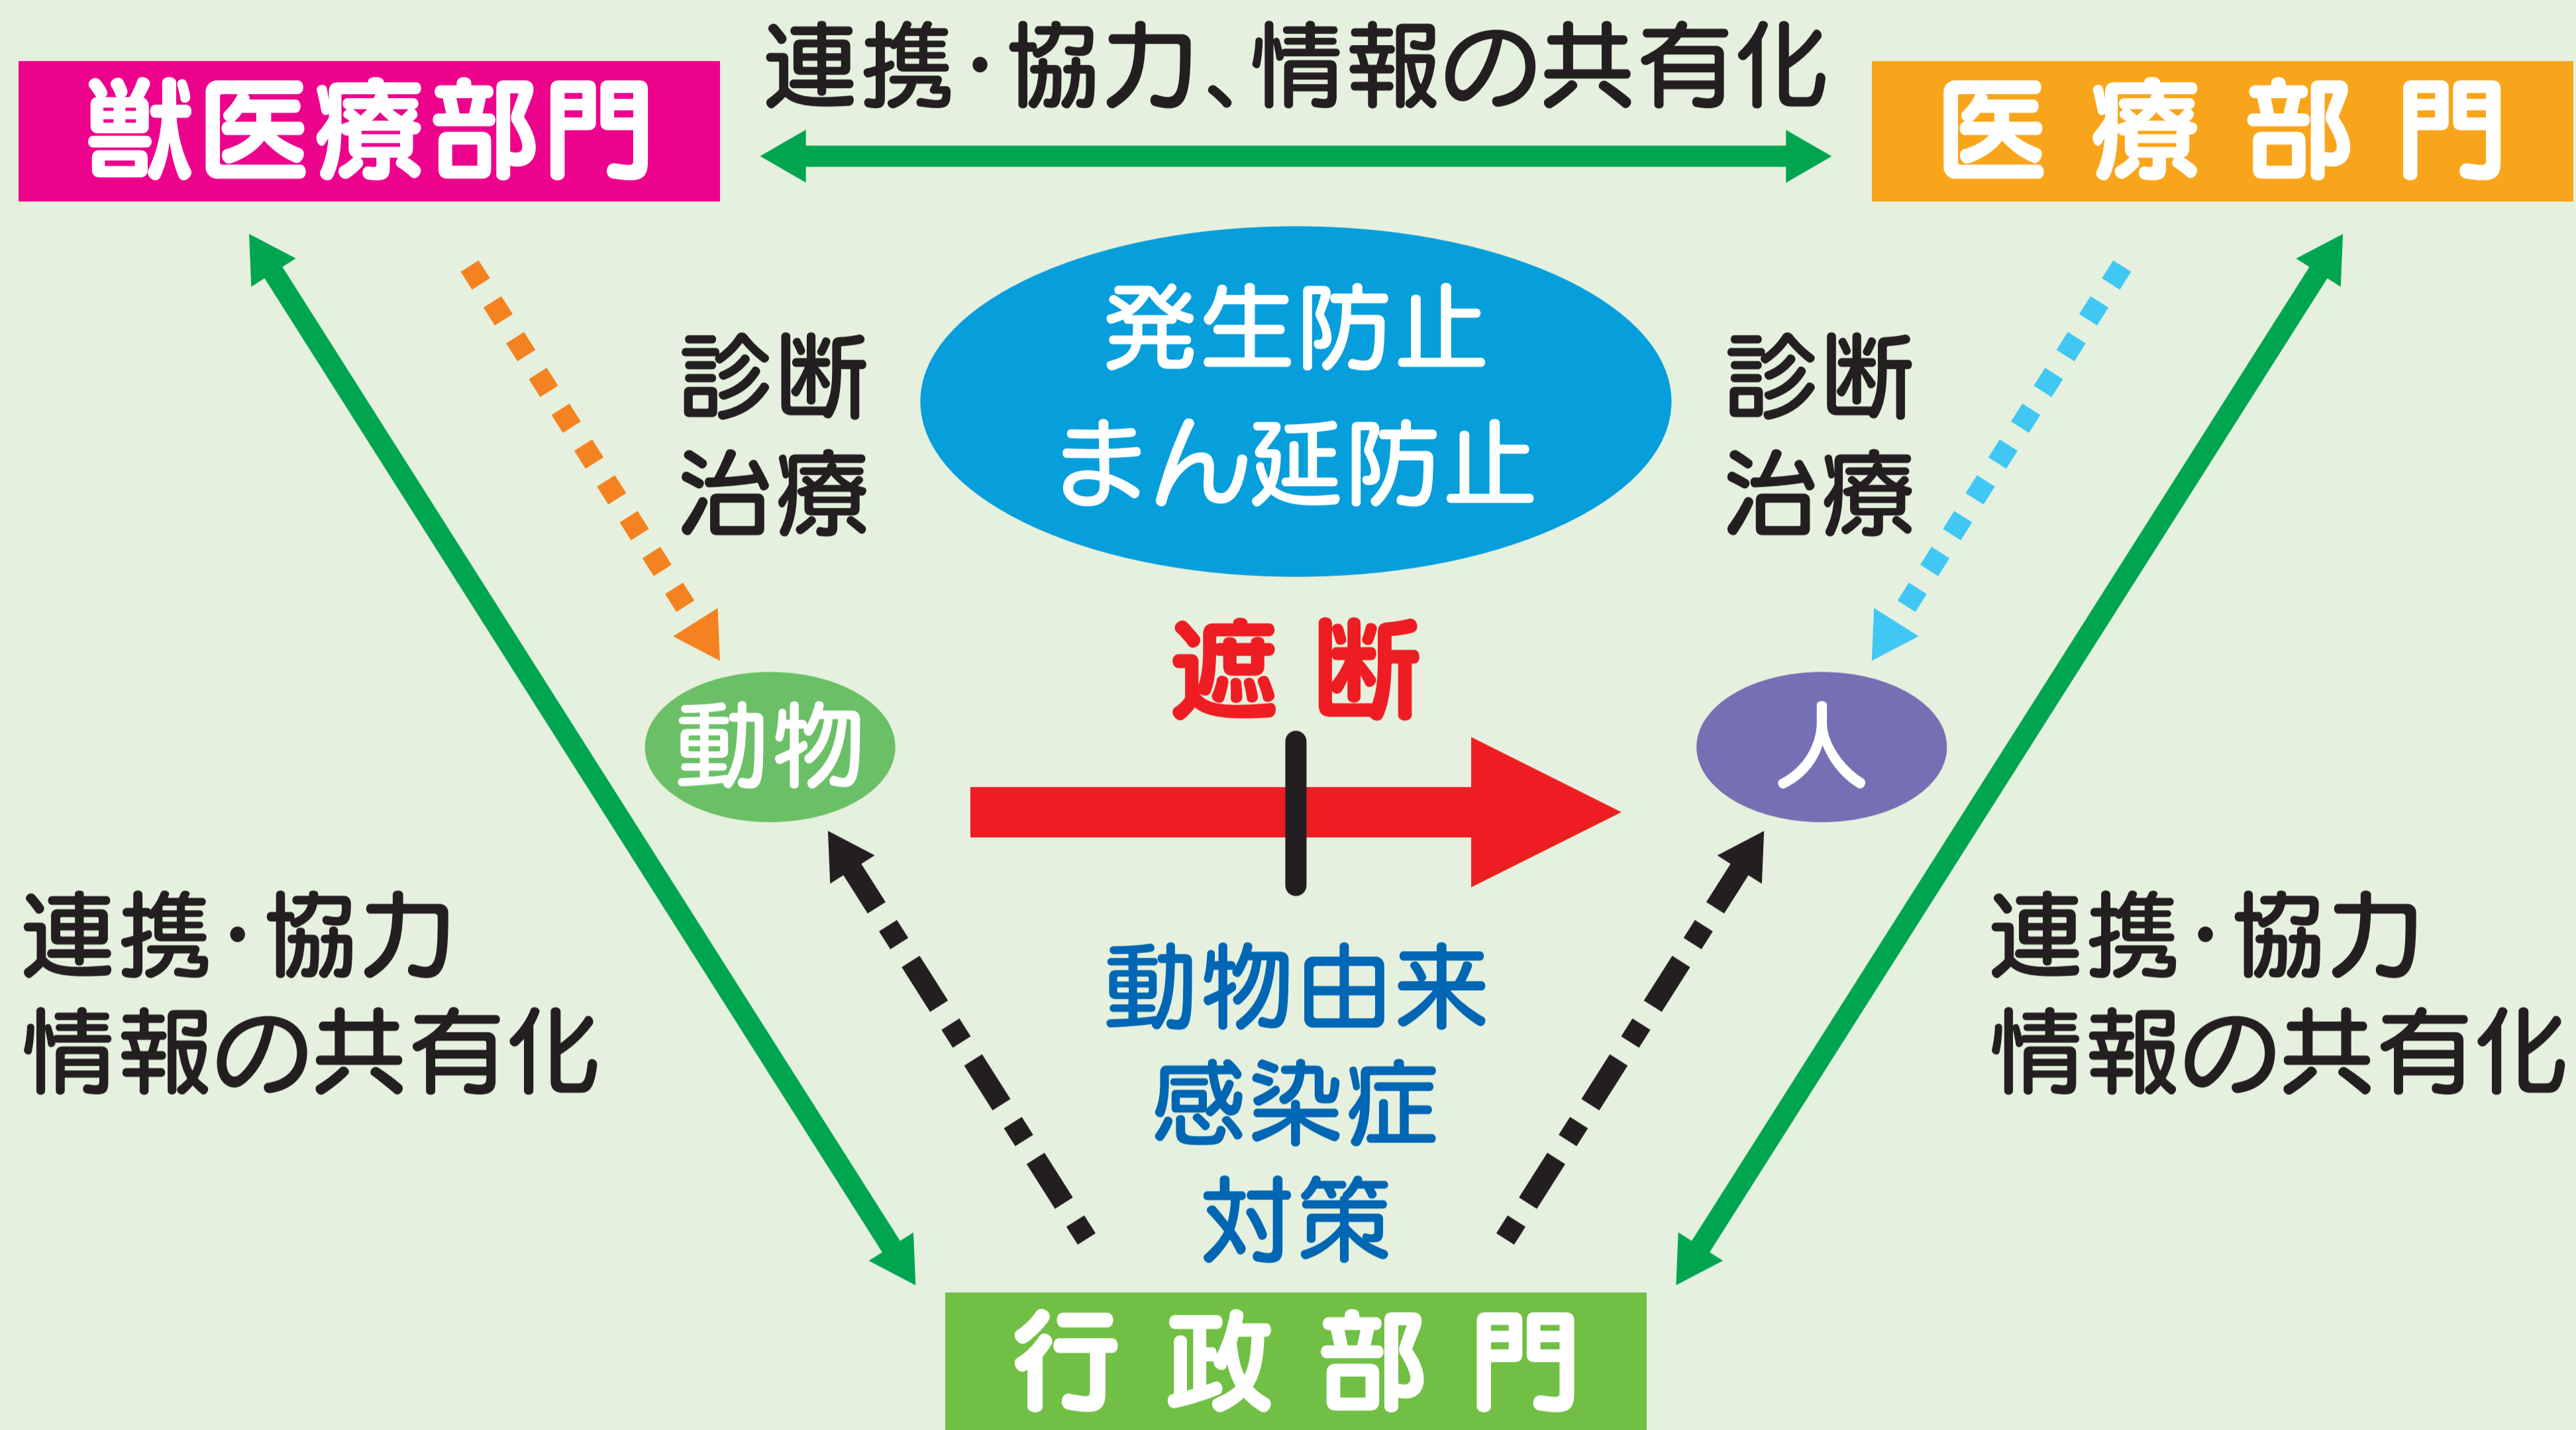 連携・協力、情報の共有化
獣医療部門
医療部門
発生防止
まん延防止
診断
治療
診断
治療
遮断
動物
人
連携・協力
情報の共有化
動物由来
感染症
対策
連携・協力
情報の共有化
行政部門